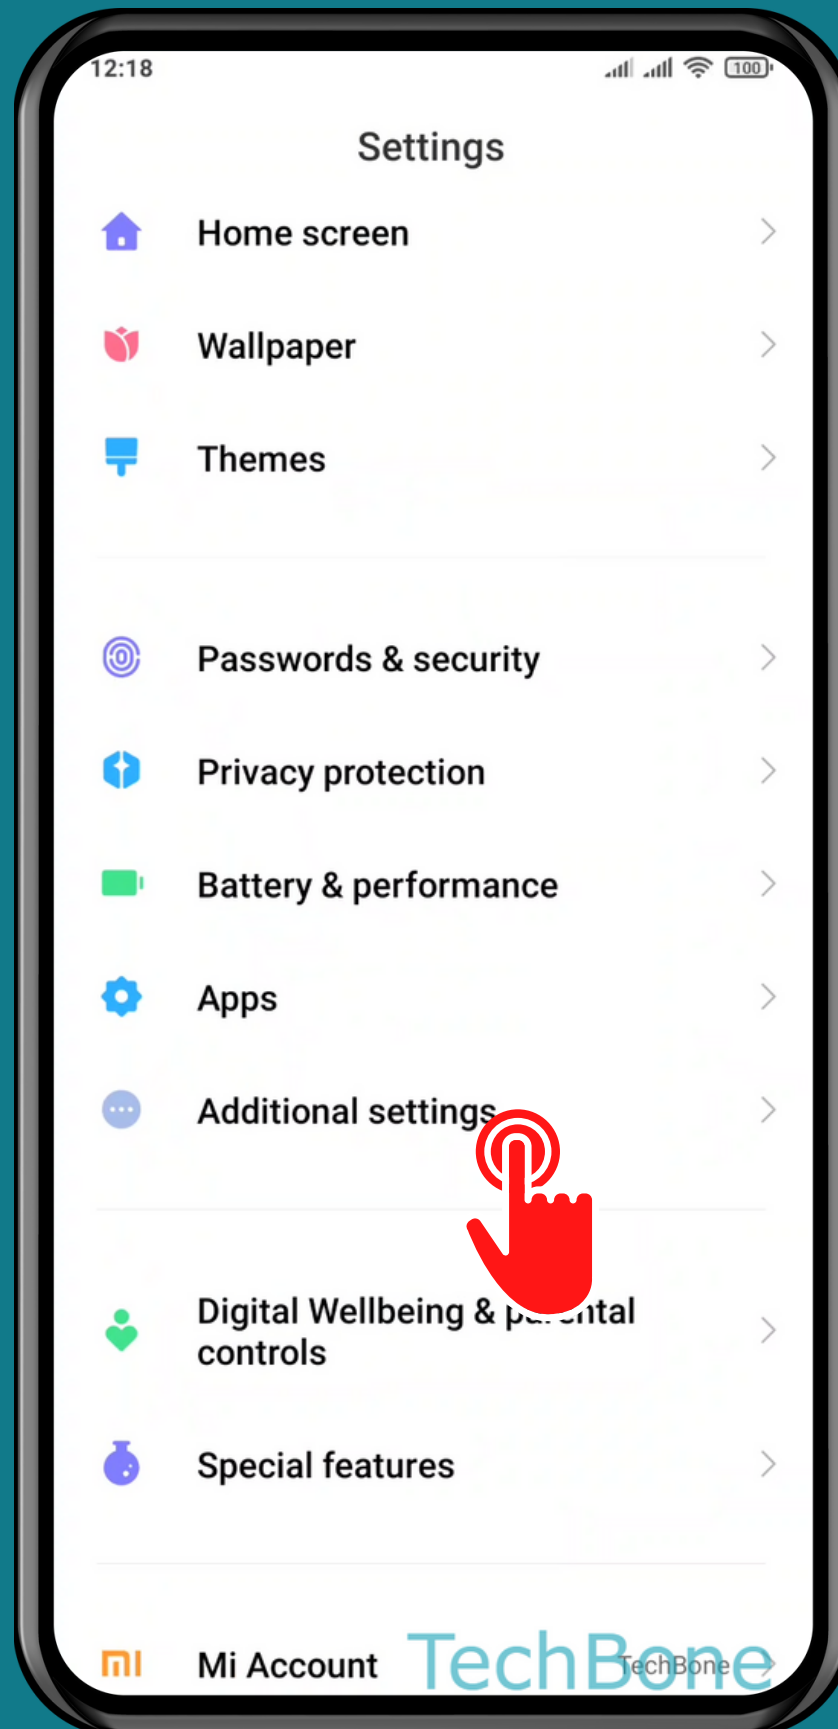 12:18
100
Settings
Home screen
Wallpaper
Themes
Passwords & security
Privacy protection
Battery & performance
Apps
Additional settings
Digital Wellbeing & parental
controls
Special features
Mi Account
TechBone
TechBone